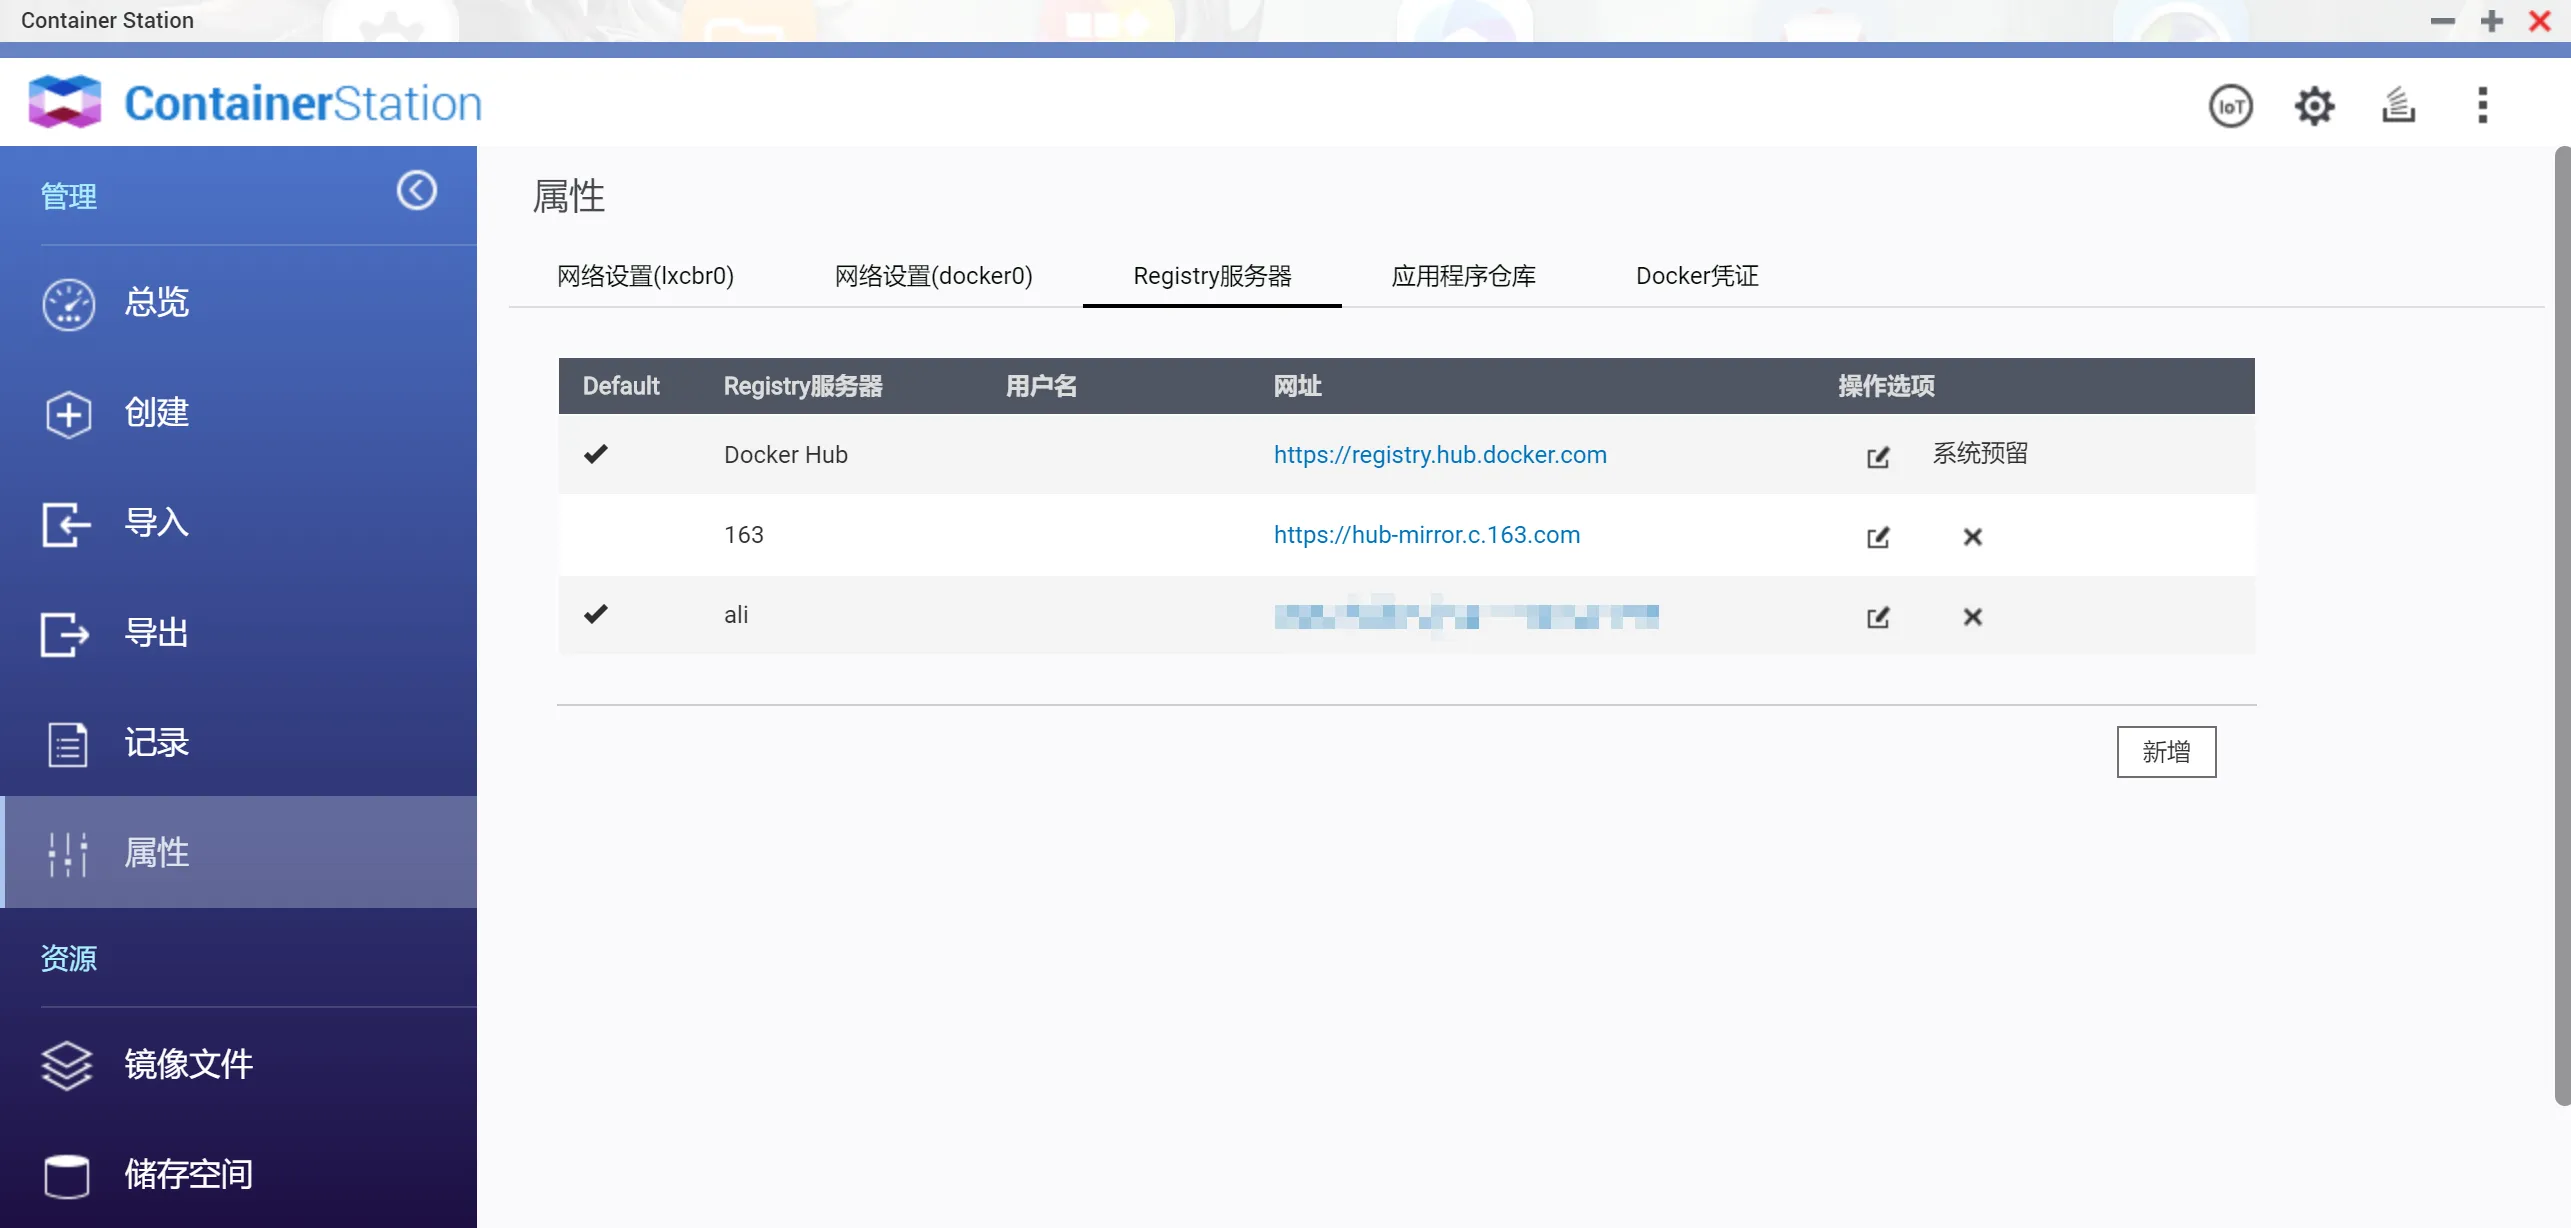 Container Station
ContainerStation
IoT
管理
总览
创建
导入
导出
记录
属性
资源
镜像文件
储存空间
属性
网络设置(lxcbr0) 网络设置(docker0) Registry服务器 应用程序仓库 Docker凭证
Default Registry服务器 用户名 网址 操作选项
Docker Hub https://registry.hub.docker.com 系统预留
163 https://hub-mirror.c.163.com
ali
新增